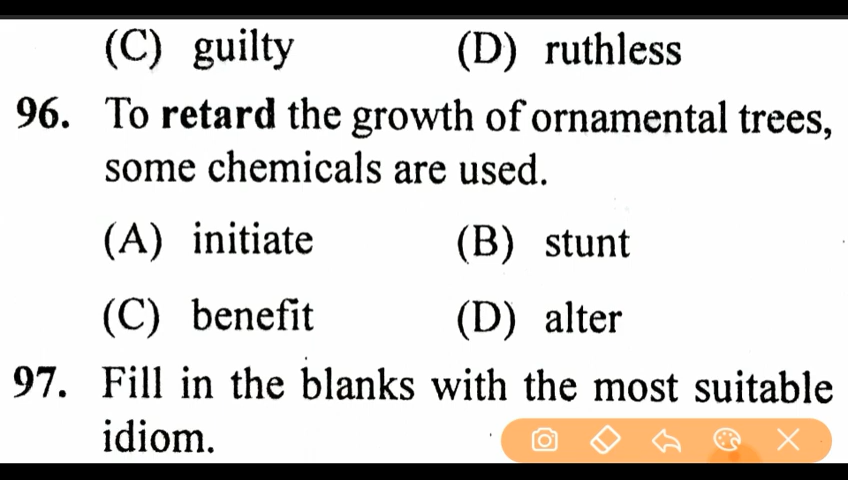 (C) guilty (D) ruthless
96. To retard the growth of ornamental trees,
some chemicals are used.
(A) initiate (B) stunt
(C) benefit (D) alter
97. Fill in the blanks with the most suitable
idiom.